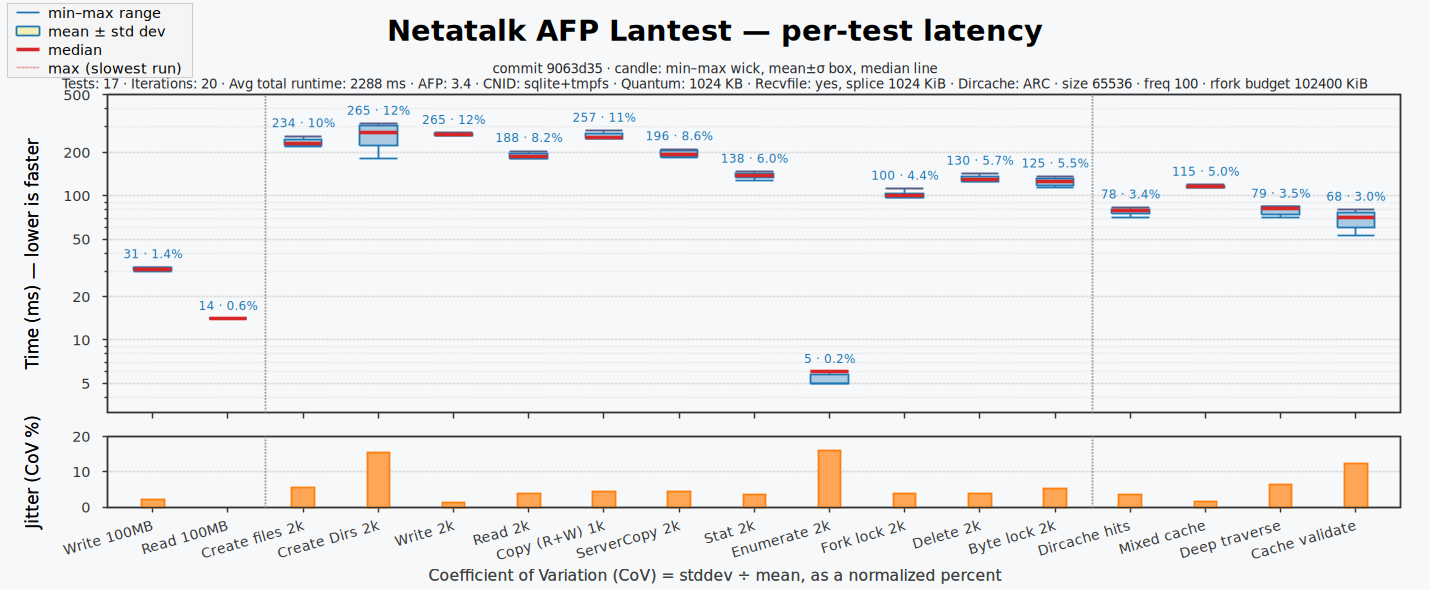 min–max range
mean ± std dev
median
max (slowest run)
Netatalk AFP Lantest — per-test latency
commit 9063d35 · candle: min–max wick, mean±σ box, median line
Tests: 17 · Iterations: 20 · Avg total runtime: 2288 ms · AFP: 3.4 · CNID: sqlite+tmpfs · Quantum: 1024 KB · Recvfile: yes, splice 1024 KiB · Dircache: ARC · size 65536 · freq 100 · rfork budget 102400 KiB
Time (ms) — lower is faster
500
200
100
50
20
10
5
31 · 1.4%
14 · 0.6%
234 · 10%
265 · 12%
265 · 12%
188 · 8.2%
257 · 11%
196 · 8.6%
138 · 6.0%
5 · 0.2%
100 · 4.4%
130 · 5.7%
125 · 5.5%
78 · 3.4%
115 · 5.0%
79 · 3.5%
68 · 3.0%
Jitter (CoV %)
20
10
0
Write 100MB
Read 100MB
Create files 2k
Create Dirs 2k
Write 2k
Read 2k
Copy (R+W) 1k
ServerCopy 2k
Stat 2k
Enumerate 2k
Fork lock 2k
Delete 2k
Byte lock 2k
Dircache hits
Mixed cache
Deep traverse
Cache validate
Coefficient of Variation (CoV) = stddev ÷ mean, as a normalized percent